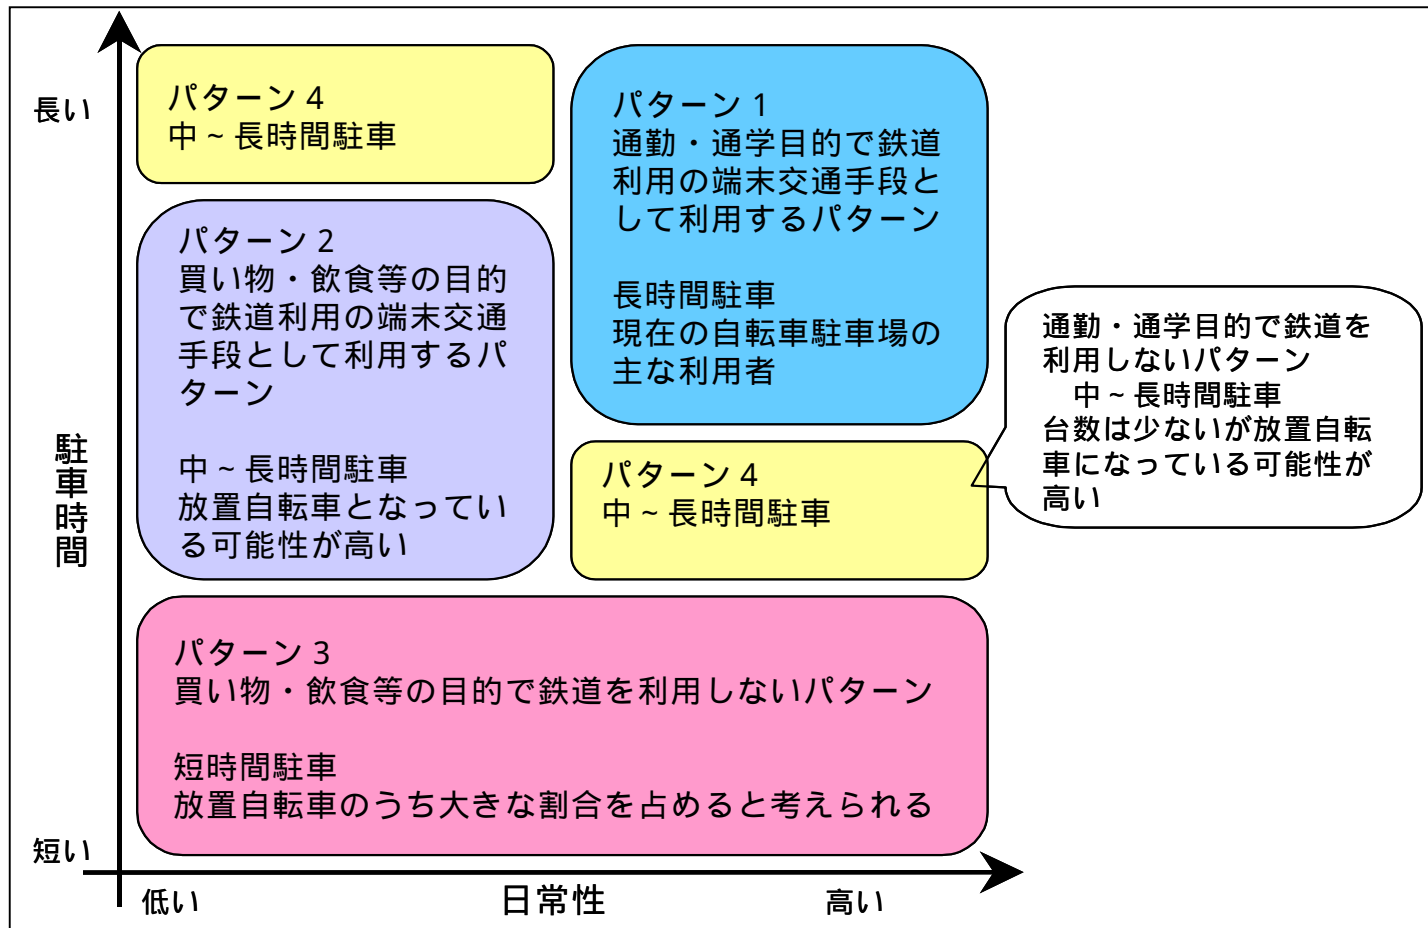 長い
パターン４
中～長時間駐車
パターン１
通勤・通学目的で鉄道
利用の端末交通手段と
して利用するパターン
長時間駐車
現在の自転車駐車場の
主な利用者
パターン２
買い物・飲食等の目的
で鉄道利用の端末交通
手段として利用するパ
ターン
中～長時間駐車
放置自転車となってい
る可能性が高い
通勤・通学目的で鉄道を
利用しないパターン
中～長時間駐車
台数は少ないが放置自転
車になっている可能性が
高い
パターン４
中～長時間駐車
駐車時間
パターン３
買い物・飲食等の目的で鉄道を利用しないパターン
短時間駐車
放置自転車のうち大きな割合を占めると考えられる
短い
低い
日常性
高い